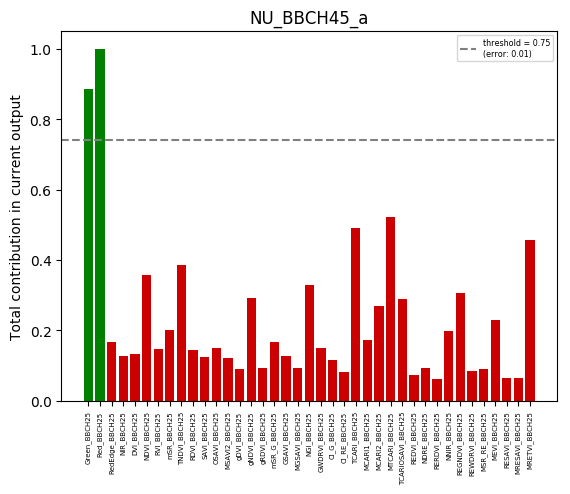 NU_BBCH45_a
threshold = 0.75
(error: 0.01)
Total contribution in current output
1.0
0.8
0.6
0.4
0.2
0.0
Green_BBCH25
Red_BBCH25
RedEdge_BBCH25
NIR_BBCH25
DVI_BBCH25
NDVI_BBCH25
RVI_BBCH25
mSR_BBCH25
TNDVI_BBCH25
RDVI_BBCH25
SAVI_BBCH25
OSAVI_BBCH25
MSAVI2_BBCH25
gDVI_BBCH25
gNDVI_BBCH25
gRDVI_BBCH25
mSR_G_BBCH25
GSAVI_BBCH25
MGSAVI_BBCH25
NGI_BBCH25
GWDRVI_BBCH25
CI_G_BBCH25
CI_RE_BBCH25
TCARI_BBCH25
MCARI1_BBCH25
MCARI2_BBCH25
MTCARI_BBCH25
TCARIOSAVI_BBCH25
REDVI_BBCH25
NDRE_BBCH25
RERDVI_BBCH25
NNIR_BBCH25
REGNDVI_BBCH25
REWDRVI_BBCH25
MSR_RE_BBCH25
MEVI_BBCH25
RESAVI_BBCH25
MRESAVI_BBCH25
MRETVI_BBCH25